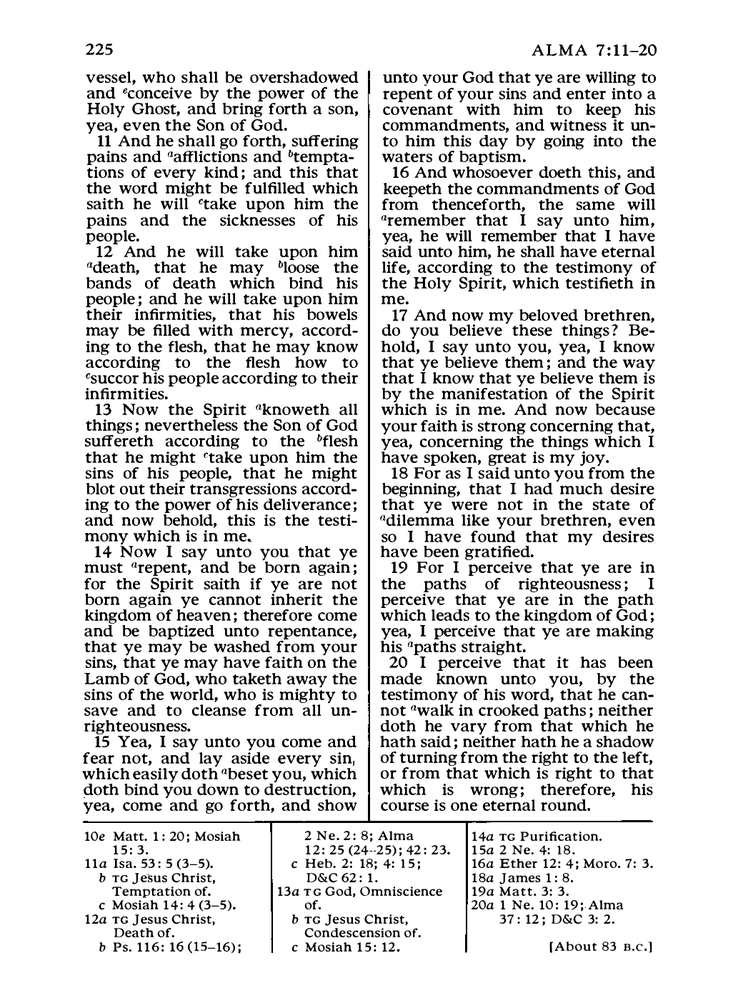 225
ALMA 7:11–20
vessel, who shall be overshadowed
and ᵉconceive by the power of the
Holy Ghost, and bring forth a son,
yea, even the Son of God.
11 And he shall go forth, suffering
pains and ᵃafflictions and ᵇtempta-
tions of every kind; and this that
the word might be fulfilled which
saith he will ᶜtake upon him the
pains and the sicknesses of his
people.
12 And he will take upon him
ᵃdeath, that he may ᵇloose the
bands of death which bind his
people; and he will take upon him
their infirmities, that his bowels
may be filled with mercy, accord-
ing to the flesh, that he may know
according to the flesh how to
ᶜsuccor his people according to their
infirmities.
13 Now the Spirit ᵃknoweth all
things; nevertheless the Son of God
suffereth according to the ᵇflesh
that he might ᶜtake upon him the
sins of his people, that he might
blot out their transgressions accord-
ing to the power of his deliverance;
and now behold, this is the testi-
mony which is in me.
14 Now I say unto you that ye
must ᵃrepent, and be born again;
for the Spirit saith if ye are not
born again ye cannot inherit the
kingdom of heaven; therefore come
and be baptized unto repentance,
that ye may be washed from your
sins, that ye may have faith on the
Lamb of God, who taketh away the
sins of the world, who is mighty to
save and to cleanse from all un-
righteousness.
15 Yea, I say unto you come and
fear not, and lay aside every sin,
which easily doth ᵃbeset you, which
doth bind you down to destruction,
yea, come and go forth, and show
unto your God that ye are willing to
repent of your sins and enter into a
covenant with him to keep his
commandments, and witness it un-
to him this day by going into the
waters of baptism.
16 And whosoever doeth this, and
keepeth the commandments of God
from thenceforth, the same will
ᵃremember that I say unto him,
yea, he will remember that I have
said unto him, he shall have eternal
life, according to the testimony of
the Holy Spirit, which testifieth in
me.
17 And now my beloved brethren,
do you believe these things? Be-
hold, I say unto you, yea, I know
that ye believe them; and the way
that I know that ye believe them is
by the manifestation of the Spirit
which is in me. And now because
your faith is strong concerning that,
yea, concerning the things which I
have spoken, great is my joy.
18 For as I said unto you from the
beginning, that I had much desire
that ye were not in the state of
ᵃdilemma like your brethren, even
so I have found that my desires
have been gratified.
19 For I perceive that ye are in
the paths of righteousness; I
perceive that ye are in the path
which leads to the kingdom of God;
yea, I perceive that ye are making
his ᵃpaths straight.
20 I perceive that it has been
made known unto you, by the
testimony of his word, that he can-
not ᵃwalk in crooked paths; neither
doth he vary from that which he
hath said; neither hath he a shadow
of turning from the right to the left,
or from that which is right to that
which is wrong; therefore, his
course is one eternal round.
10e Matt. 1: 20; Mosiah
15: 3.
11a Isa. 53: 5 (3–5).
b TG Jesus Christ,
Temptation of.
c Mosiah 14: 4 (3–5).
12a TG Jesus Christ,
Death of.
b Ps. 116: 16 (15–16);
2 Ne. 2: 8; Alma
12: 25 (24–25); 42: 23.
c Heb. 2: 18; 4: 15;
D&C 62: 1.
13a TG God, Omniscience
of.
b TG Jesus Christ,
Condescension of.
c Mosiah 15: 12.
14a TG Purification.
15a 2 Ne. 4: 18.
16a Ether 12: 4; Moro. 7: 3.
18a James 1: 8.
19a Matt. 3: 3.
20a 1 Ne. 10: 19; Alma
37: 12; D&C 3: 2.
[About 83 B.C.]